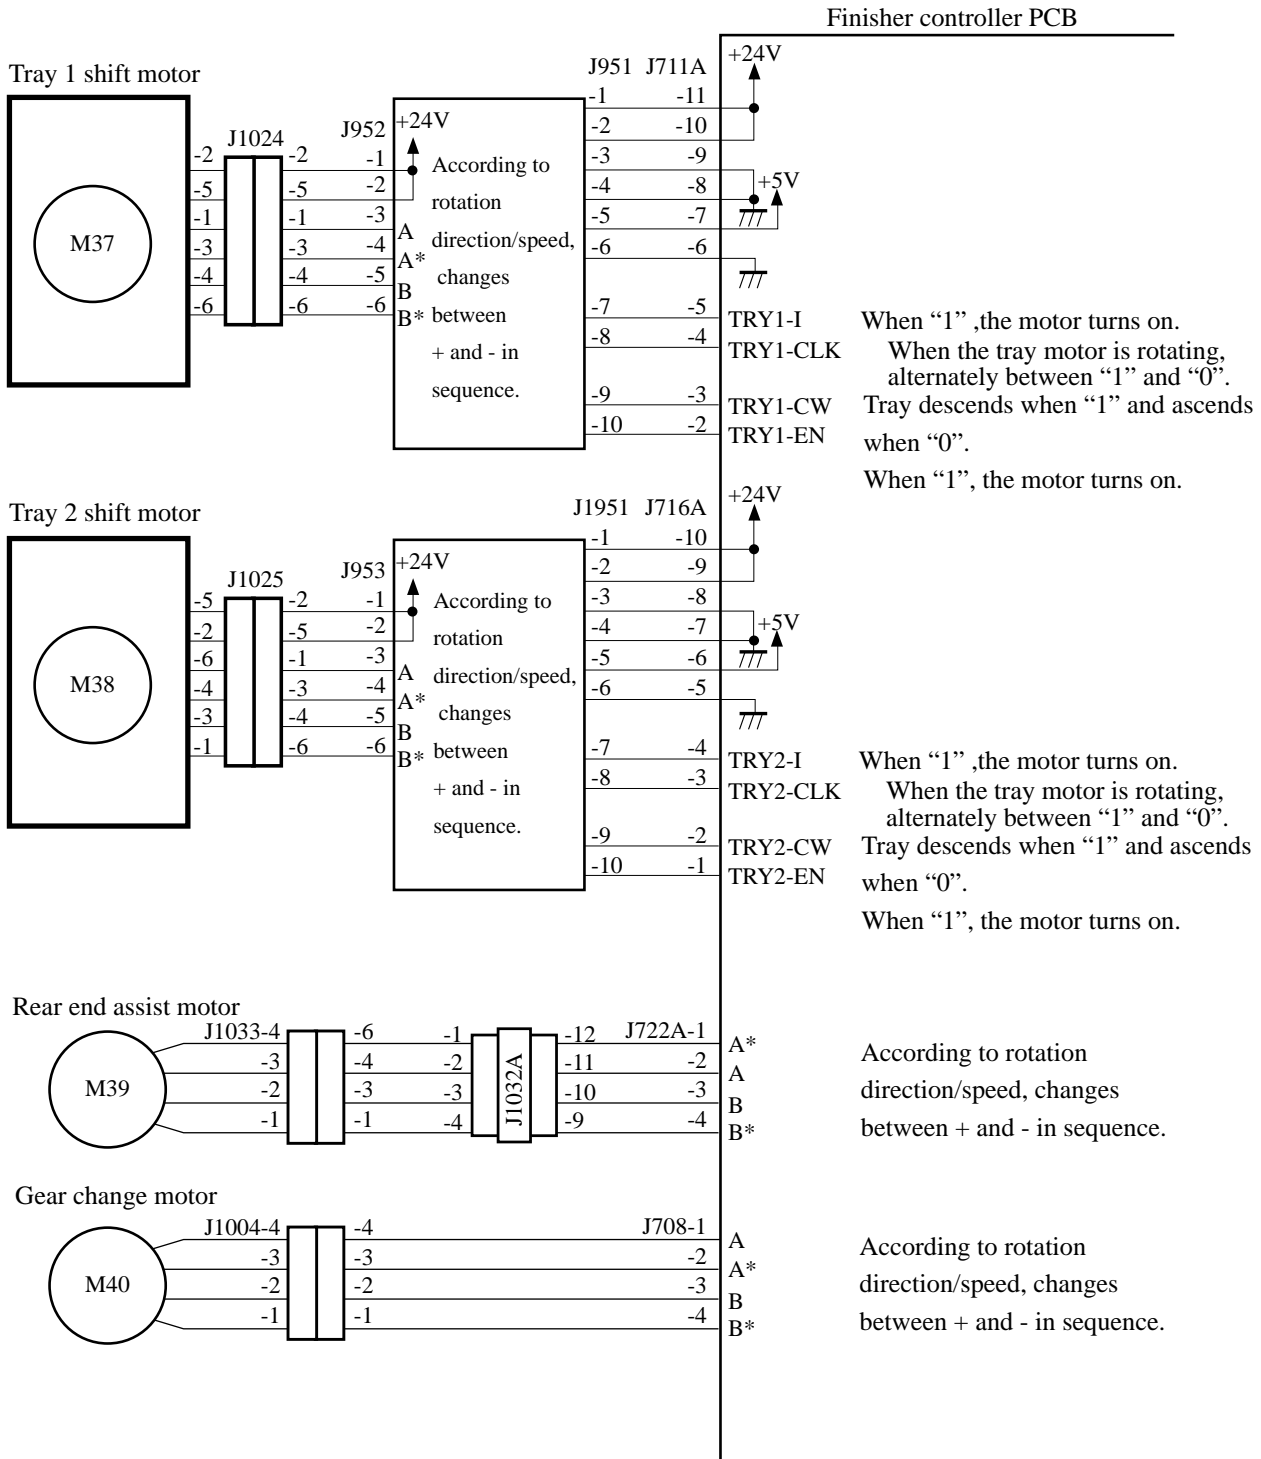 Finisher controller PCB
Tray 1 shift motor
J951 J711A +24V
-1 -11
J1024 J952 +24V
-2 -10
-2 -2 -1 According to -3 -9
-5 -5 -2 rotation -4 -8 +5V
-1 -1 -3 A direction/speed, -5 -7
M37
-3 -3 -4 A* changes -6 -6
-4 -4 -5 B
-6 -6 -6 B* between -7 -5 TRY1-I When “1” ,the motor turns on.
+ and - in -8 -4 TRY1-CLK When the tray motor is rotating,
alternately between “1” and “0”.
sequence. -9 -3 TRY1-CW Tray descends when “1” and ascends
-10 -2 TRY1-EN when “0”.
When “1”, the motor turns on.
Tray 2 shift motor
J1951 J716A +24V
-1 -10
J1025 J953 +24V
-2 -9
-5 -2 -1 According to -3 -8
-2 -5 -2 rotation -4 -7 +5V
-6 -1 -3 A direction/speed, -5 -6
M38
-4 -3 -4 A* changes -6 -5
-3 -4 -5 B
-1 -6 -6 B* between -7 -4 TRY2-I When “1” ,the motor turns on.
+ and - in -8 -3 TRY2-CLK When the tray motor is rotating,
alternately between “1” and “0”.
sequence. -9 -2 TRY2-CW Tray descends when “1” and ascends
-10 -1 TRY2-EN when “0”.
When “1”, the motor turns on.
Rear end assist motor
J1033-4 -6 -1 -12 J722A-1 A*
-3 -4 -2 -11 -2 A According to rotation
M39 J1032A
-2 -3 -3 -10 -3 B direction/speed, changes
-1 -1 -4 -9 -4 B* between + and - in sequence.
Gear change motor
J1004-4 -4 J708-1 A
-3 -3 -2 A* According to rotation
M40
-2 -2 -3 B direction/speed, changes
-1 -1 -4 B* between + and - in sequence.